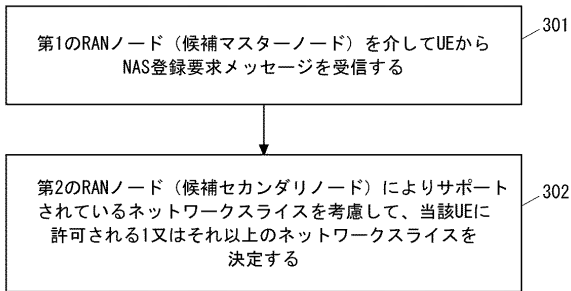 第1のRANノード（候補マスターノード）を介してUEから
NAS登録要求メッセージを受信する
301
第2のRANノード（候補セカンダリノード）によりサポート
されているネットワークスライスを考慮して、当該UEに
許可される1又はそれ以上のネットワークスライスを
決定する
302